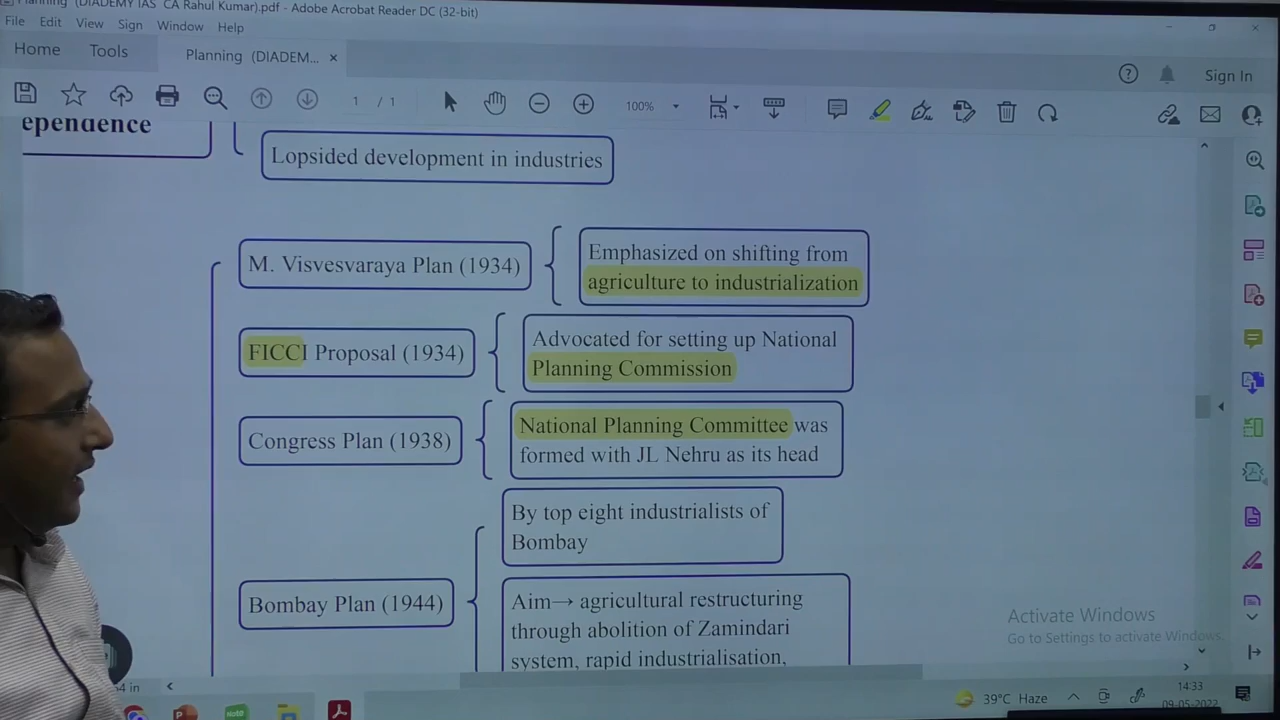 Planning (DIADEMY IAS CA Rahul Kumar).pdf - Adobe Acrobat Reader DC (32-bit)
File Edit View Sign Window Help
Home Tools Planning (DIADEM... ×
Sign In
1 / 1 100%
ependence
Lopsided development in industries
M. Visvesvaraya Plan (1934)
Emphasized on shifting from
agriculture to industrialization
FICCI Proposal (1934)
Advocated for setting up National
Planning Commission
Congress Plan (1938)
National Planning Committee was
formed with JL Nehru as its head
By top eight industrialists of
Bombay
Bombay Plan (1944)
Aim→ agricultural restructuring
through abolition of Zamindari
system, rapid industrialisation,
Activate Windows
Go to Settings to activate Windows.
39°C Haze
14:33
09-05-2022